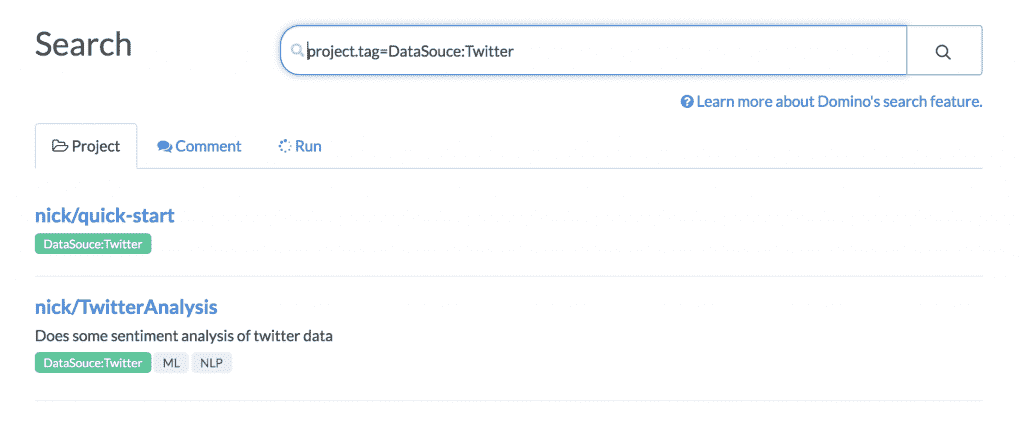 Search
project.tag=DataSouce:Twitter
Learn more about Domino's search feature.
Project Comment Run
nick/quick-start
DataSouce:Twitter
nick/TwitterAnalysis
Does some sentiment analysis of twitter data
DataSouce:Twitter ML NLP